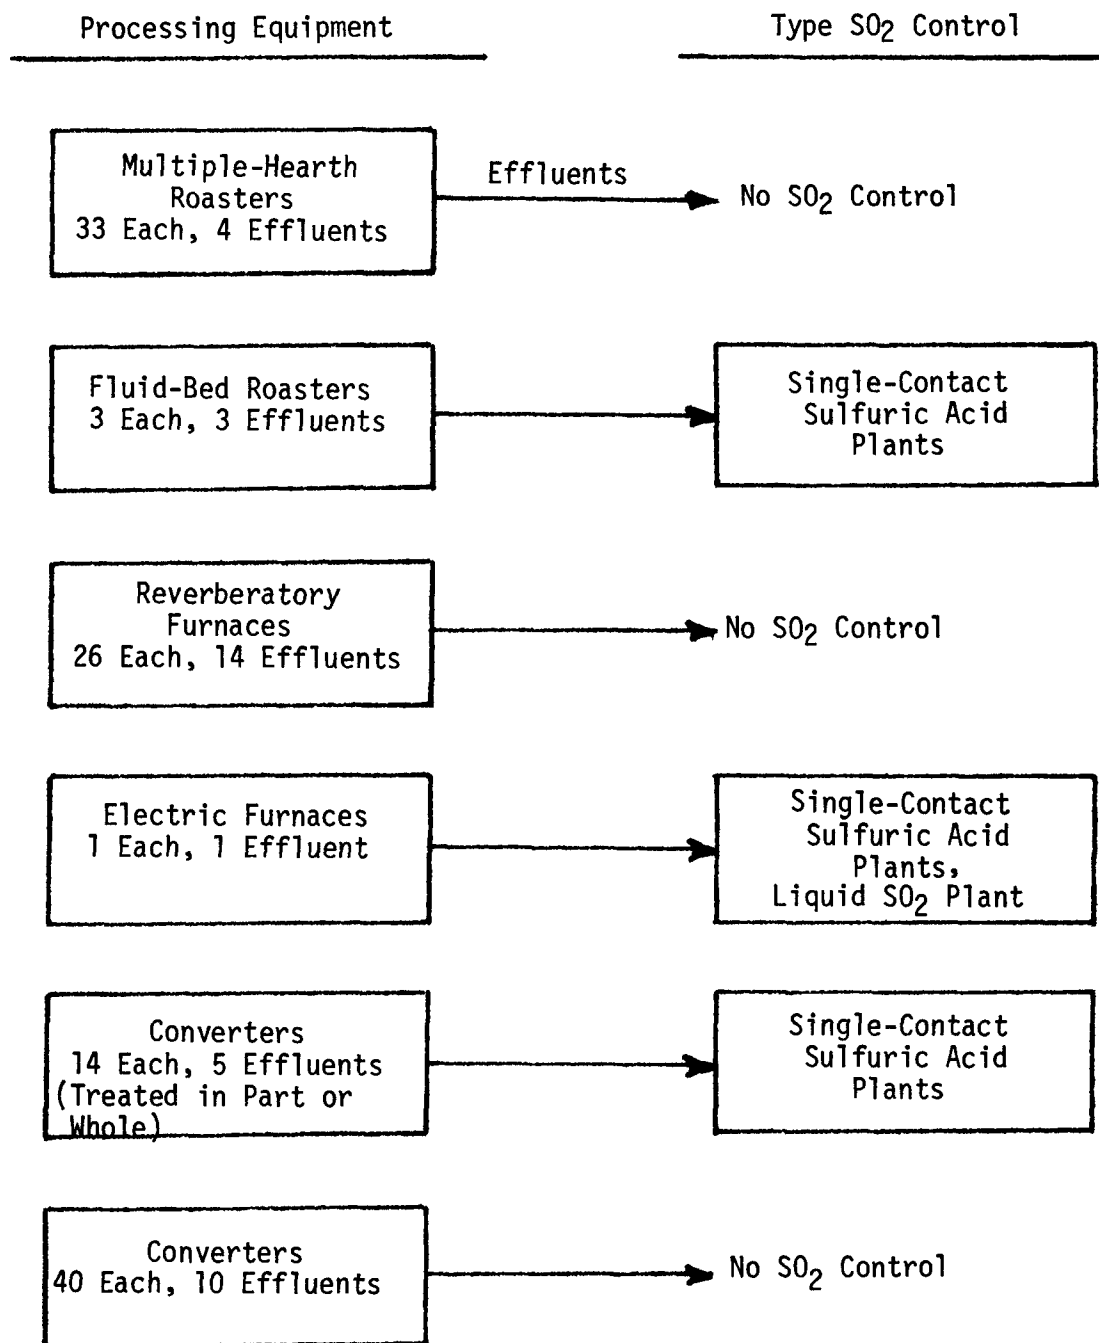 Processing Equipment
Type SO2 Control
Multiple-Hearth
Roasters
33 Each, 4 Effluents
Effluents
No SO2 Control
Fluid-Bed Roasters
3 Each, 3 Effluents
Single-Contact
Sulfuric Acid
Plants
Reverberatory
Furnaces
26 Each, 14 Effluents
No SO2 Control
Electric Furnaces
1 Each, 1 Effluent
Single-Contact
Sulfuric Acid
Plants,
Liquid SO2 Plant
Converters
14 Each, 5 Effluents
(Treated in Part or
Whole)
Single-Contact
Sulfuric Acid
Plants
Converters
40 Each, 10 Effluents
No SO2 Control